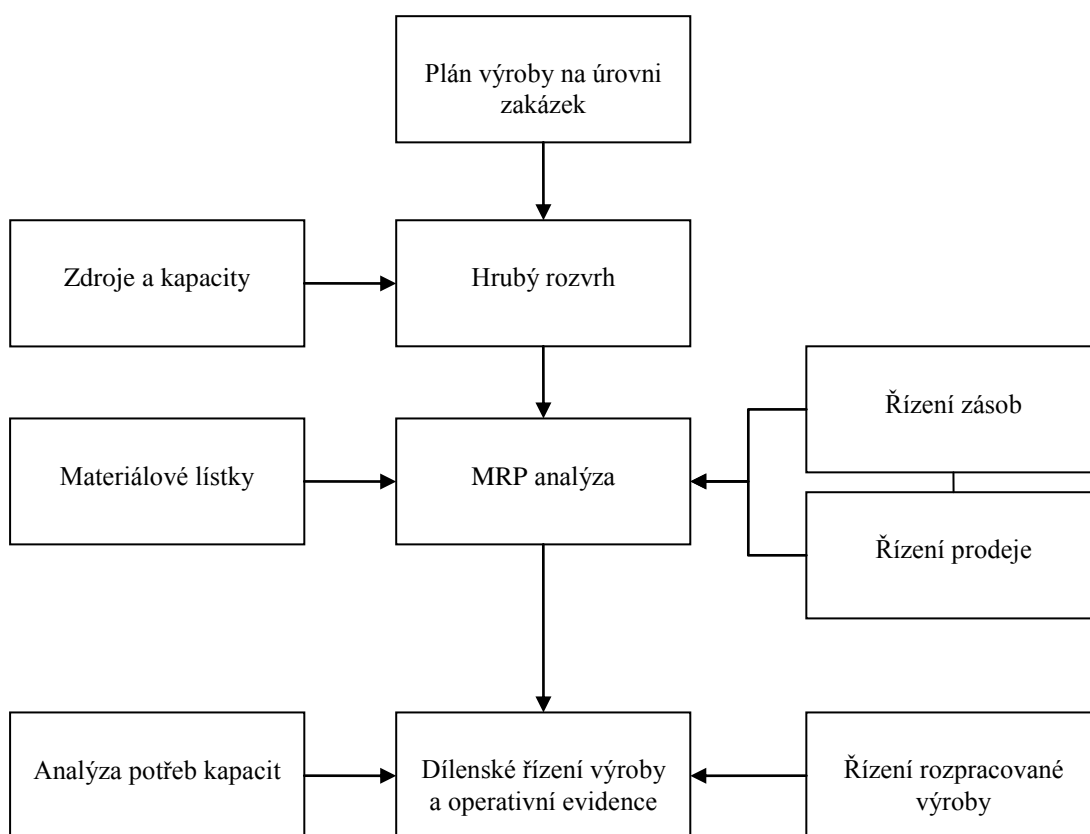 Plán výroby na úrovni
zakázek
Zdroje a kapacity
Hrubý rozvrh
Řízení zásob
Materiálové lístky
MRP analýza
Řízení prodeje
Analýza potřeb kapacit
Dílenské řízení výroby
a operativní evidence
Řízení rozpracované
výroby